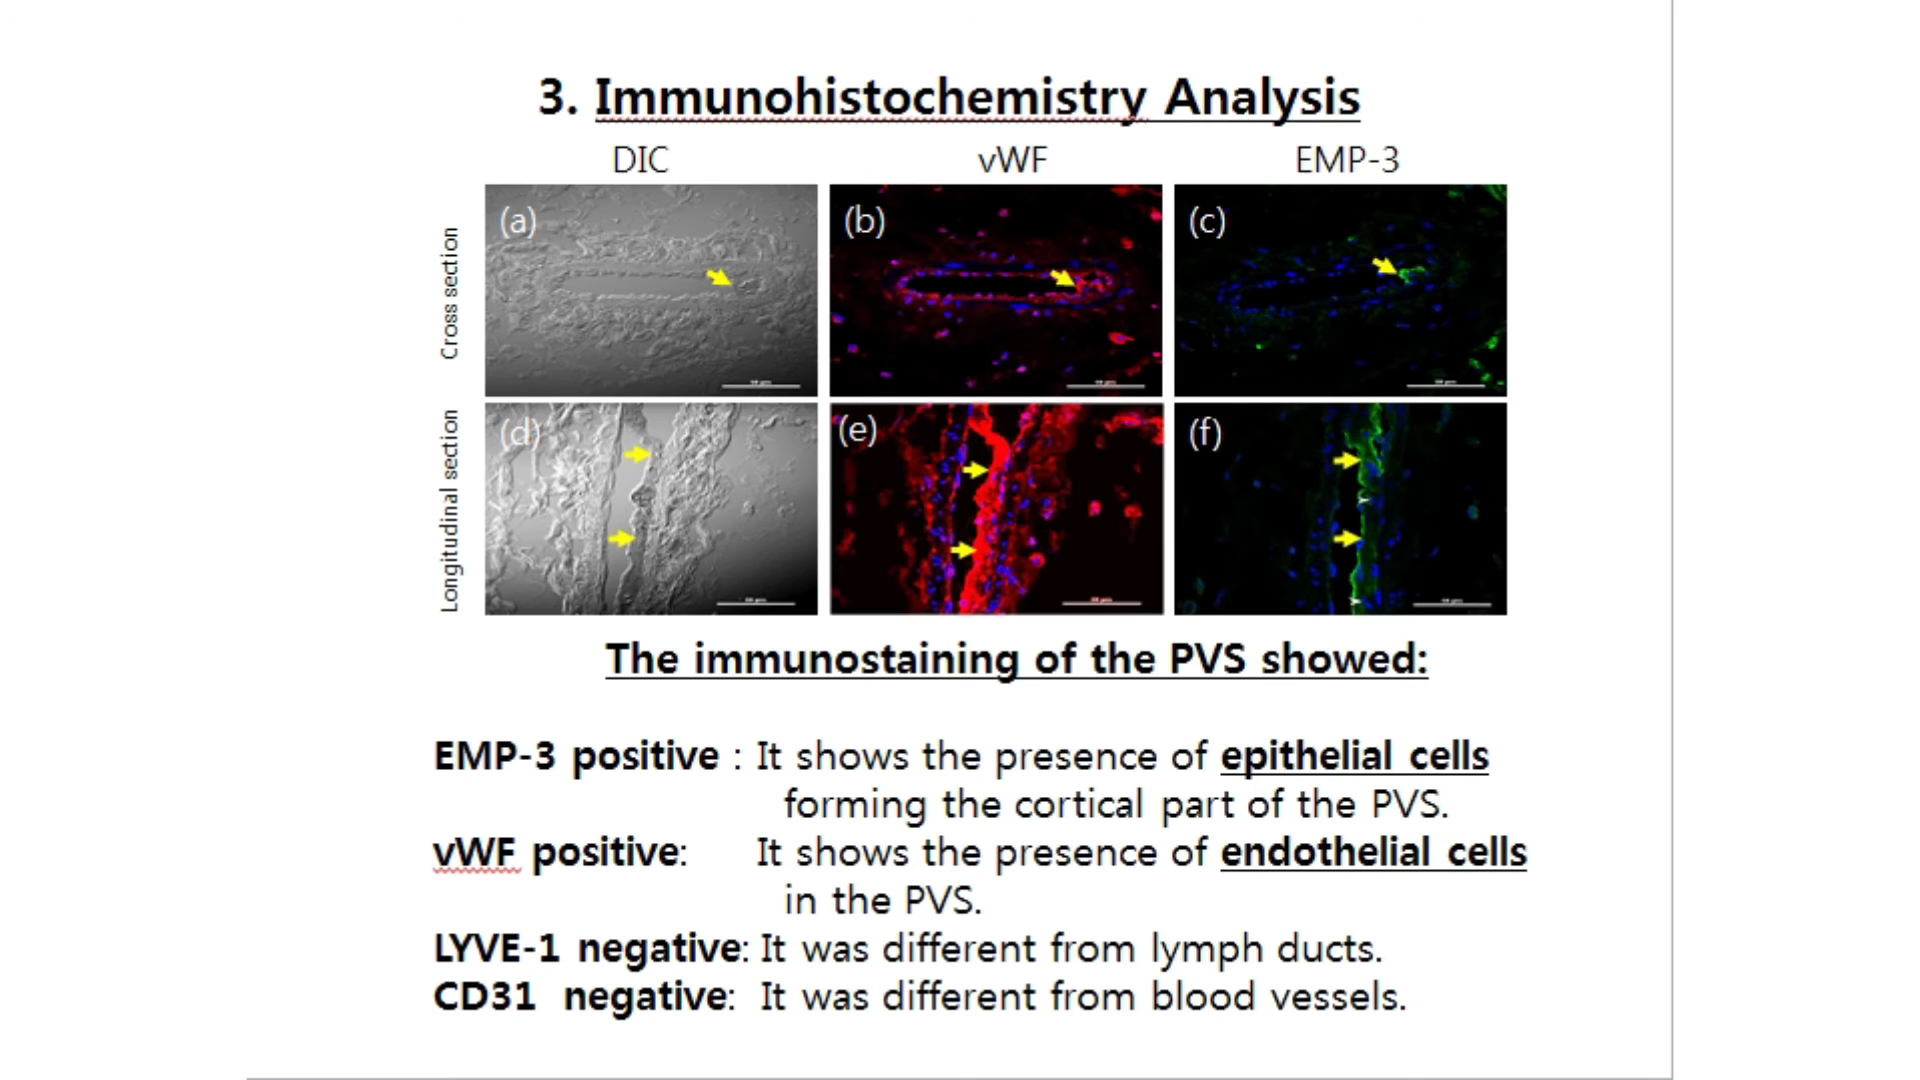 3. Immunohistochemistry Analysis
DIC vWF EMP-3
Cross section
(a) (b) (c)
Longitudinal section
(d) (e) (f)
The immunostaining of the PVS showed:
EMP-3 positive : It shows the presence of epithelial cells
forming the cortical part of the PVS.
vWF positive: It shows the presence of endothelial cells
in the PVS.
LYVE-1 negative: It was different from lymph ducts.
CD31 negative: It was different from blood vessels.